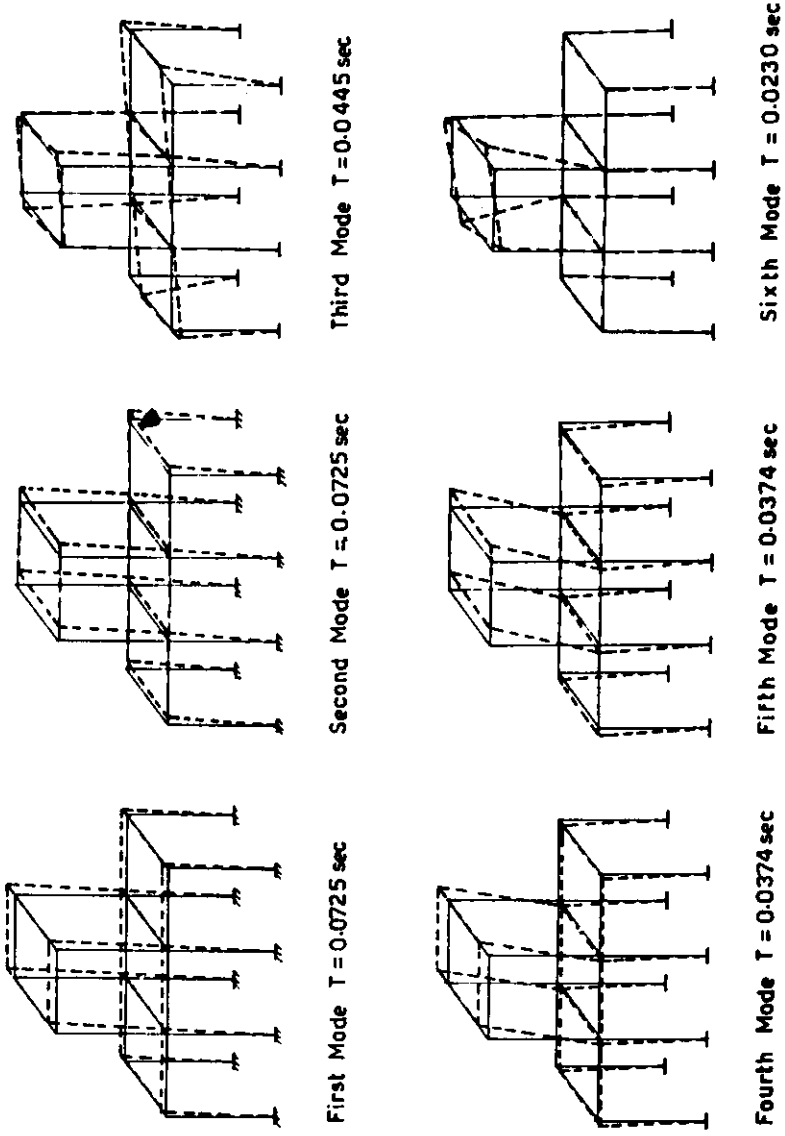 First Mode T = 0.0725 sec
Second Mode T = 0.0725 sec
Third Mode T = 0.0445 sec
Fourth Mode T = 0.0374 sec
Fifth Mode T = 0.0374 sec
Sixth Mode T = 0.0230 sec